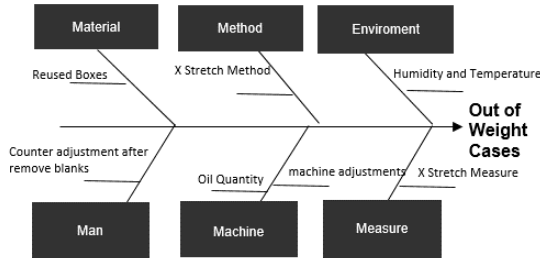 Material
Method
Enviroment
Reused Boxes
X Stretch Method
Humidity and Temperature
Out of
Weight
Cases
Counter adjustment after
remove blanks
Oil Quantity
machine adjustments
X Stretch Measure
Man
Machine
Measure